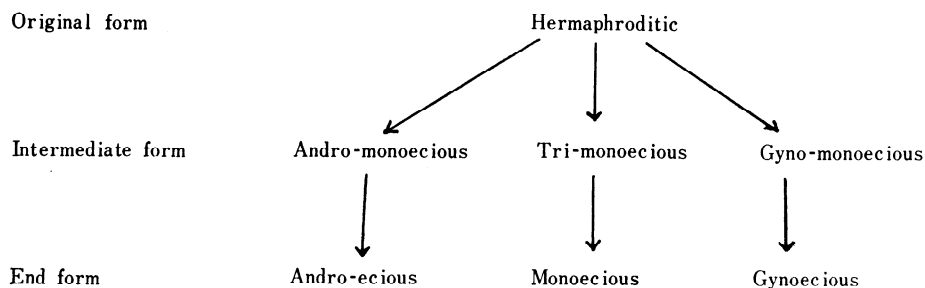 Original form Hermaphroditic
Intermediate form Andro-monoecious Tri-monoecious Gyno-monoecious
End form Andro-ecious Monoecious Gynoecious